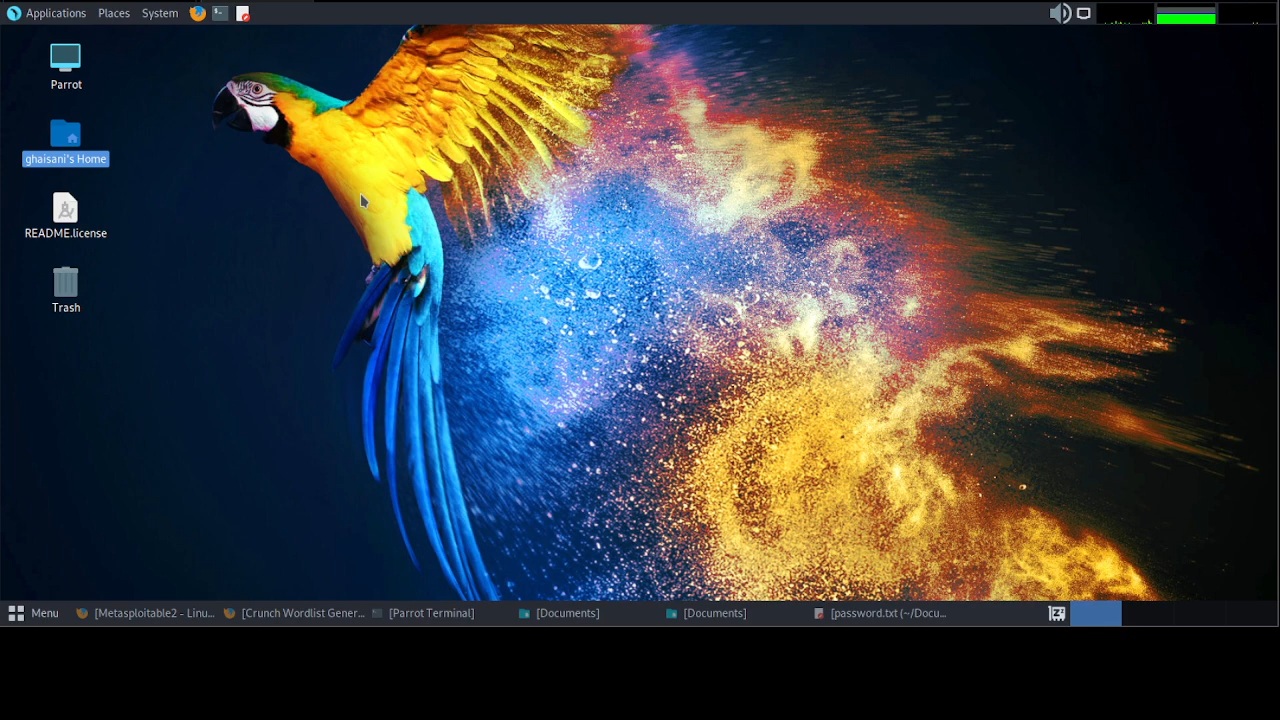 Applications Places System
Parrot
ghaisani's Home
README.license
Trash
Menu [Metasploitable2 - Linu... [Crunch Wordlist Gener... [Parrot Terminal] [Documents] [Documents] [password.txt (~/Docu...